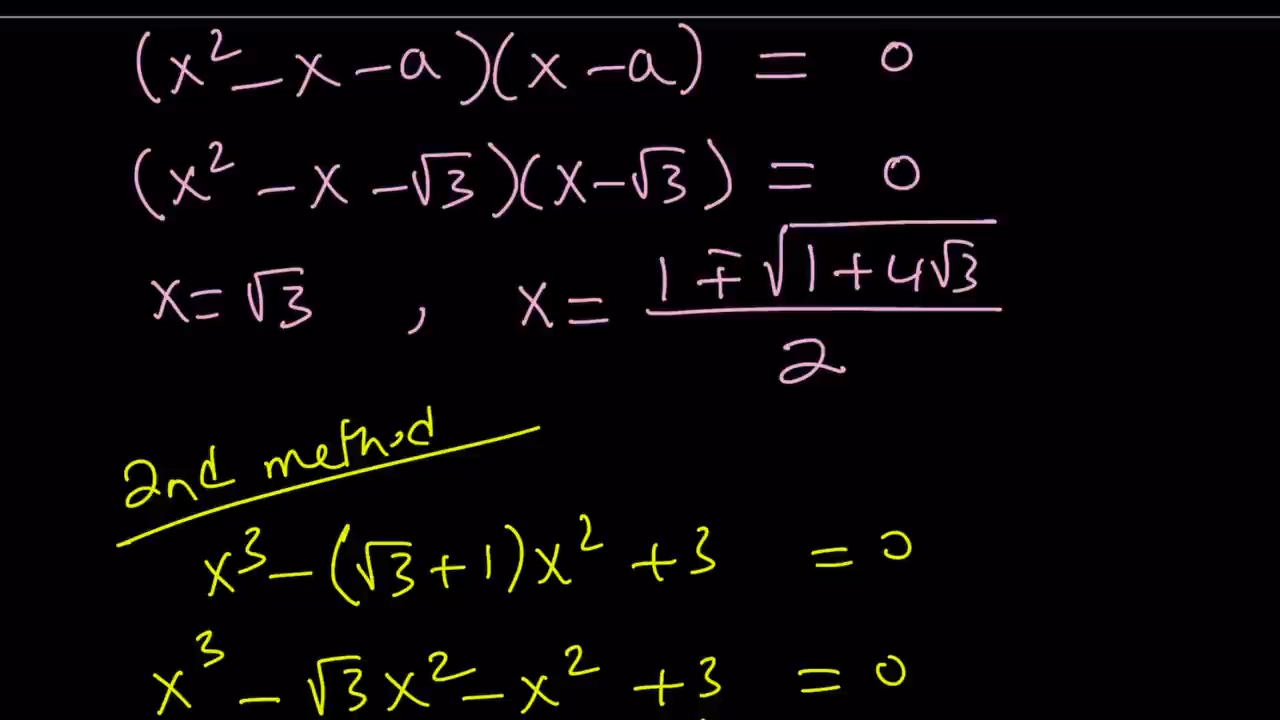 (x² - x - a)(x - a) = 0
(x² - x - √3)(x - √3) = 0
x = √3 , x = (1 ∓ √(1 + 4√3)) / 2
2nd method
x³ - (√3 + 1)x² + 3 = 0
x³ - √3x² - x² + 3 = 0